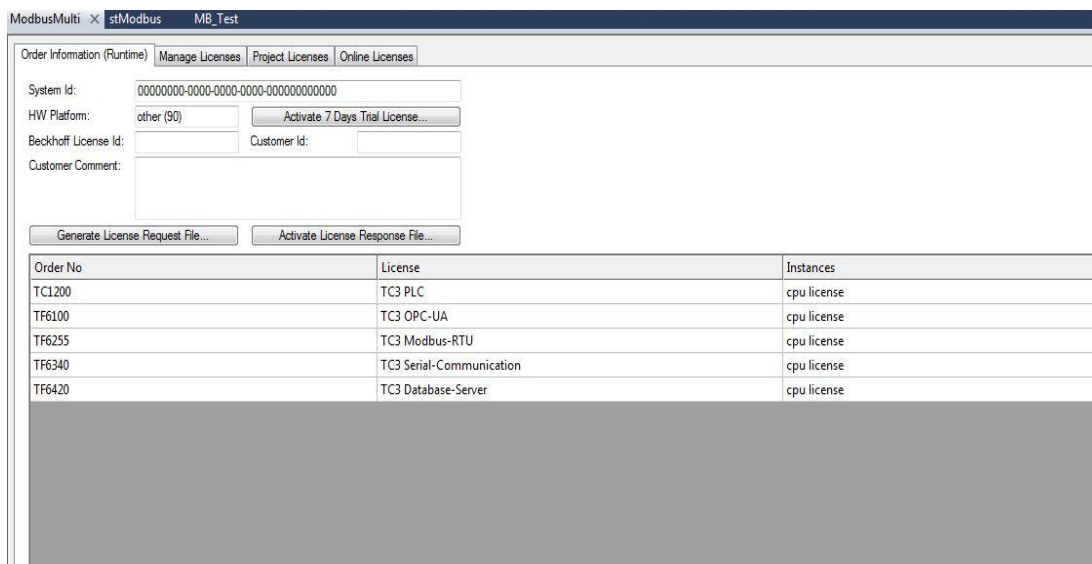 ModbusMulti X stModbus MB_Test
Order Information (Runtime) Manage Licenses Project Licenses Online Licenses
System Id: 00000000-0000-0000-0000-000000000000
HW Platform: other (90) Activate 7 Days Trial License...
Beckhoff License Id: Customer Id:
Customer Comment:
Generate License Request File... Activate License Response File...
Order No License Instances
TC1200 TC3 PLC cpu license
TF6100 TC3 OPC-UA cpu license
TF6255 TC3 Modbus-RTU cpu license
TF6340 TC3 Serial-Communication cpu license
TF6420 TC3 Database-Server cpu license